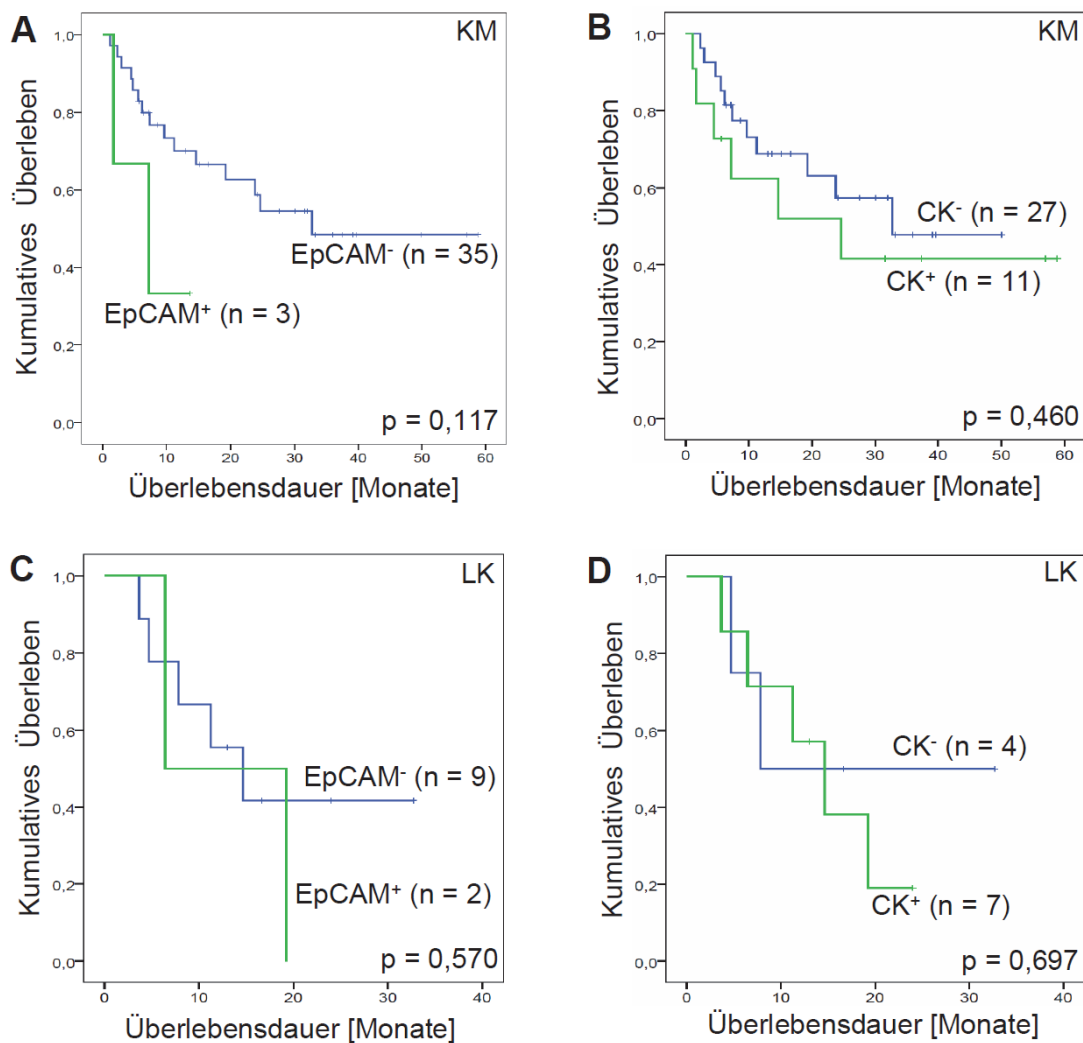 A
KM
Kumulatives Überleben
1,0
0,8
0,6
0,4
0,2
0,0
EpCAM⁻ (n = 35)
EpCAM⁺ (n = 3)
p = 0,117
0 10 20 30 40 50 60
Überlebensdauer [Monate]
B
KM
Kumulatives Überleben
1,0
0,8
0,6
0,4
0,2
0,0
CK⁻ (n = 27)
CK⁺ (n = 11)
p = 0,460
0 10 20 30 40 50 60
Überlebensdauer [Monate]
C
LK
Kumulatives Überleben
1,0
0,8
0,6
0,4
0,2
0,0
EpCAM⁻ (n = 9)
EpCAM⁺ (n = 2)
p = 0,570
0 10 20 30 40
Überlebensdauer [Monate]
D
LK
Kumulatives Überleben
1,0
0,8
0,6
0,4
0,2
0,0
CK⁻ (n = 4)
CK⁺ (n = 7)
p = 0,697
0 10 20 30 40
Überlebensdauer [Monate]